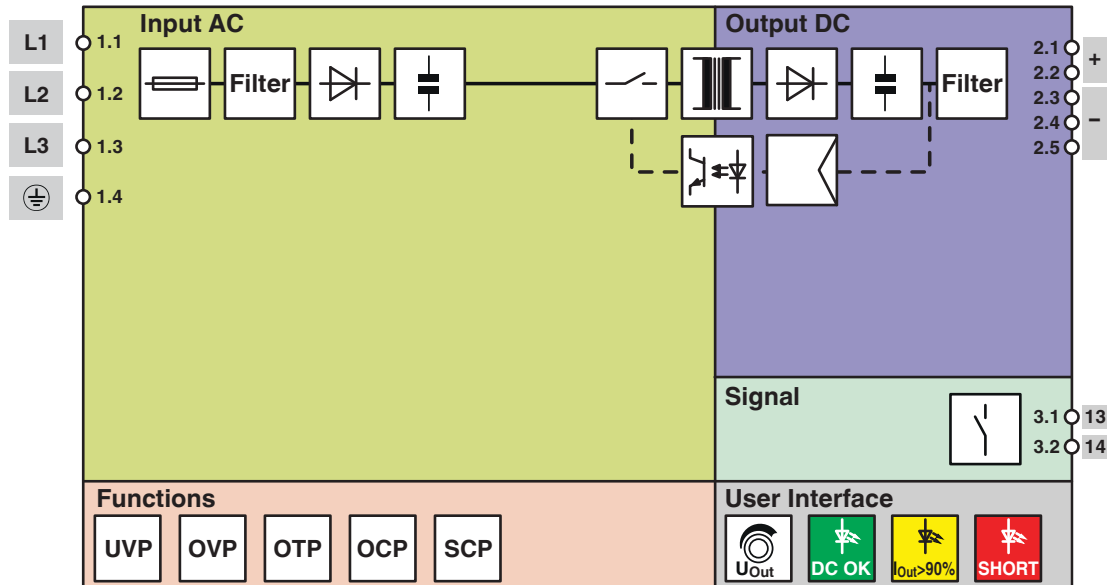 Input AC
Output DC
L1 1.1
L2 1.2
L3 1.3
1.4
Filter
Filter
2.1
2.2
+
2.3
2.4
2.5
−
Signal
3.1 13
3.2 14
Functions
UVP OVP OTP OCP SCP
User Interface
UOut
DC OK
IOut>90%
SHORT